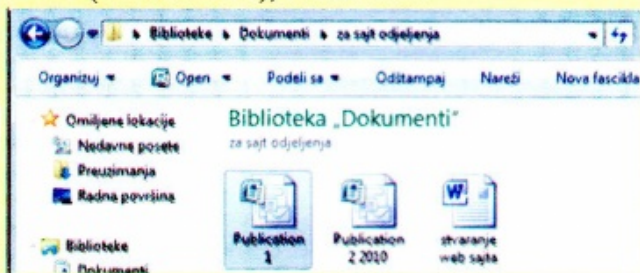 Biblioteke ▸ Dokumenti ▸ za sajt odjeljenja
Organizuj Open Podeli sa Odštampaj Nareži Nova fascikla
Omiljene lokacije
Nedavne posete
Preuzimanja
Radna površina
Biblioteke
Dokumenti
Biblioteka „Dokumenti“
za sajt odjeljenja
Publication
1
Publication
2 2010
stvaranje
web sajta